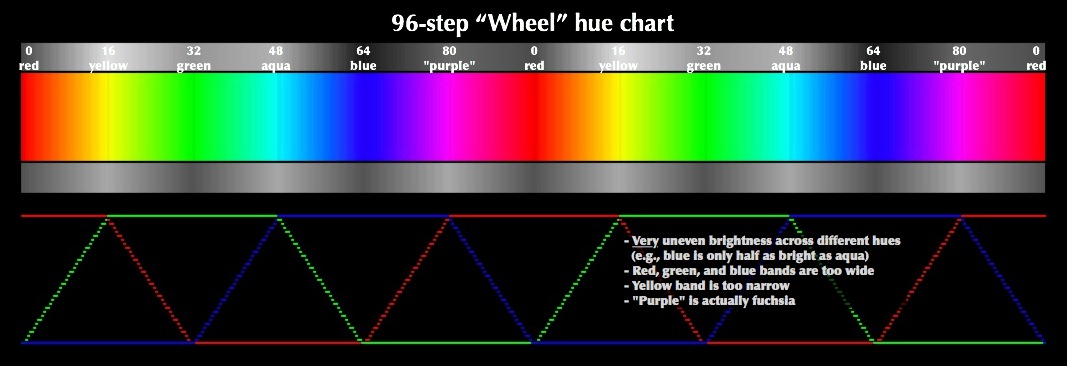 96-step “Wheel” hue chart
0 16 32 48 64 80 0 16 32 48 64 80 0
red yellow green aqua blue "purple" red yellow green aqua blue "purple" red
- Very uneven brightness across different hues
(e.g., blue is only half as bright as aqua)
- Red, green, and blue bands are too wide
- Yellow band is too narrow
- "Purple" is actually fuchsia